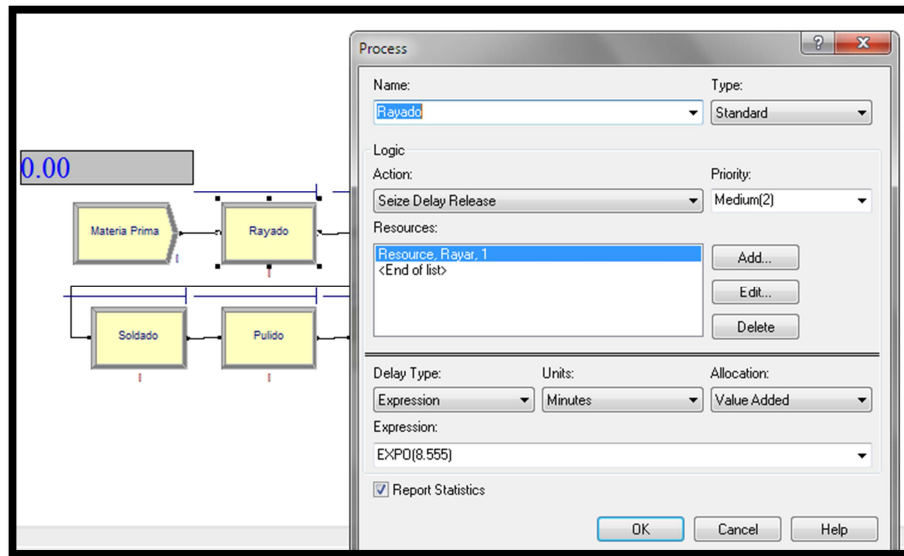 Process
?
X
Name:
Type:
Rayado
Standard
Logic
Action:
Priority:
Seize Delay Release
Medium(2)
Resources:
Resource, Rayar, 1
<End of list>
Add...
Edit...
Delete
Delay Type:
Units:
Allocation:
Expression
Minutes
Value Added
Expression:
EXPO(8.555)
Report Statistics
OK
Cancel
Help
0.00
Materia Prima
Rayado
Soldado
Pulido